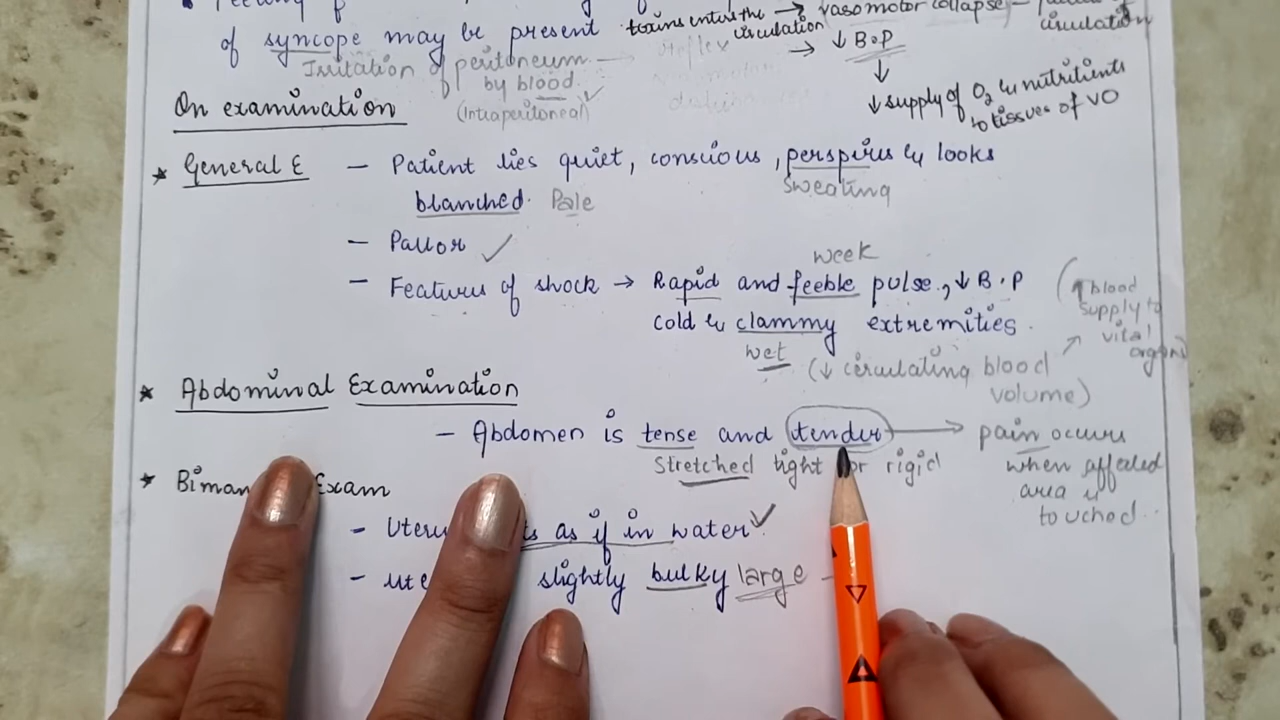 of syncope may be present
toxins enters the circulation → vasomotor collapse
circulation
→ ↓ B.P
↓
↓ supply of O2 & nutritients
to tissues of VO
Irritation of peritoneum
by blood.
(Intraperitoneal)
reflex
On examination
* General E - Patient lies quiet, conscious, perspires & looks
Sweating
blanched. Pale
- Pallor ✓
week
- Features of shock → Rapid and feeble pulse, ↓ B.P
cold & clammy extremities.
wet
(↓ circulating blood
volume)
(↑ blood
supply to
vital
organs
* Abdominal Examination
- Abdomen is tense and tender → pain occurs
Stretched tight or rigid
when affected
area is
touched..
* Exam
- as if in water ✓
- slightly bulky large -